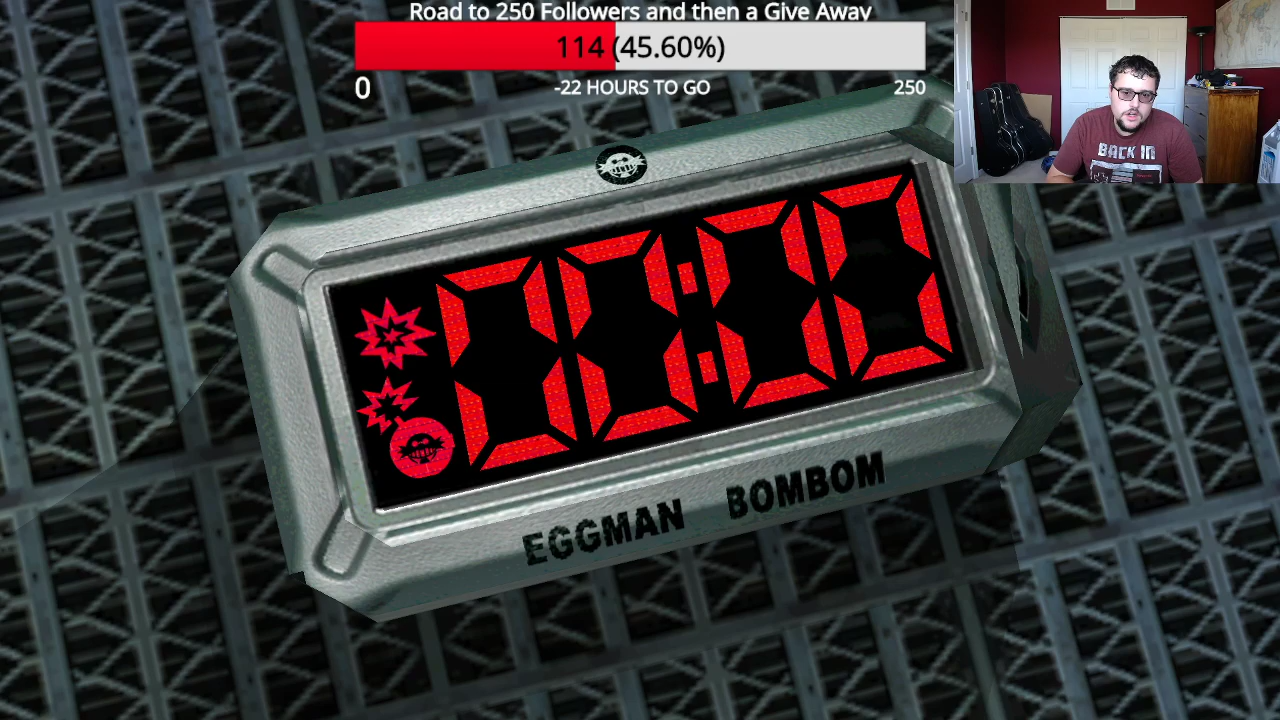 Road to 250 Followers and then a Give Away
114 (45.60%)
0 -22 HOURS TO GO 250
BACK IN
00:00
EGGMAN BOMBOM